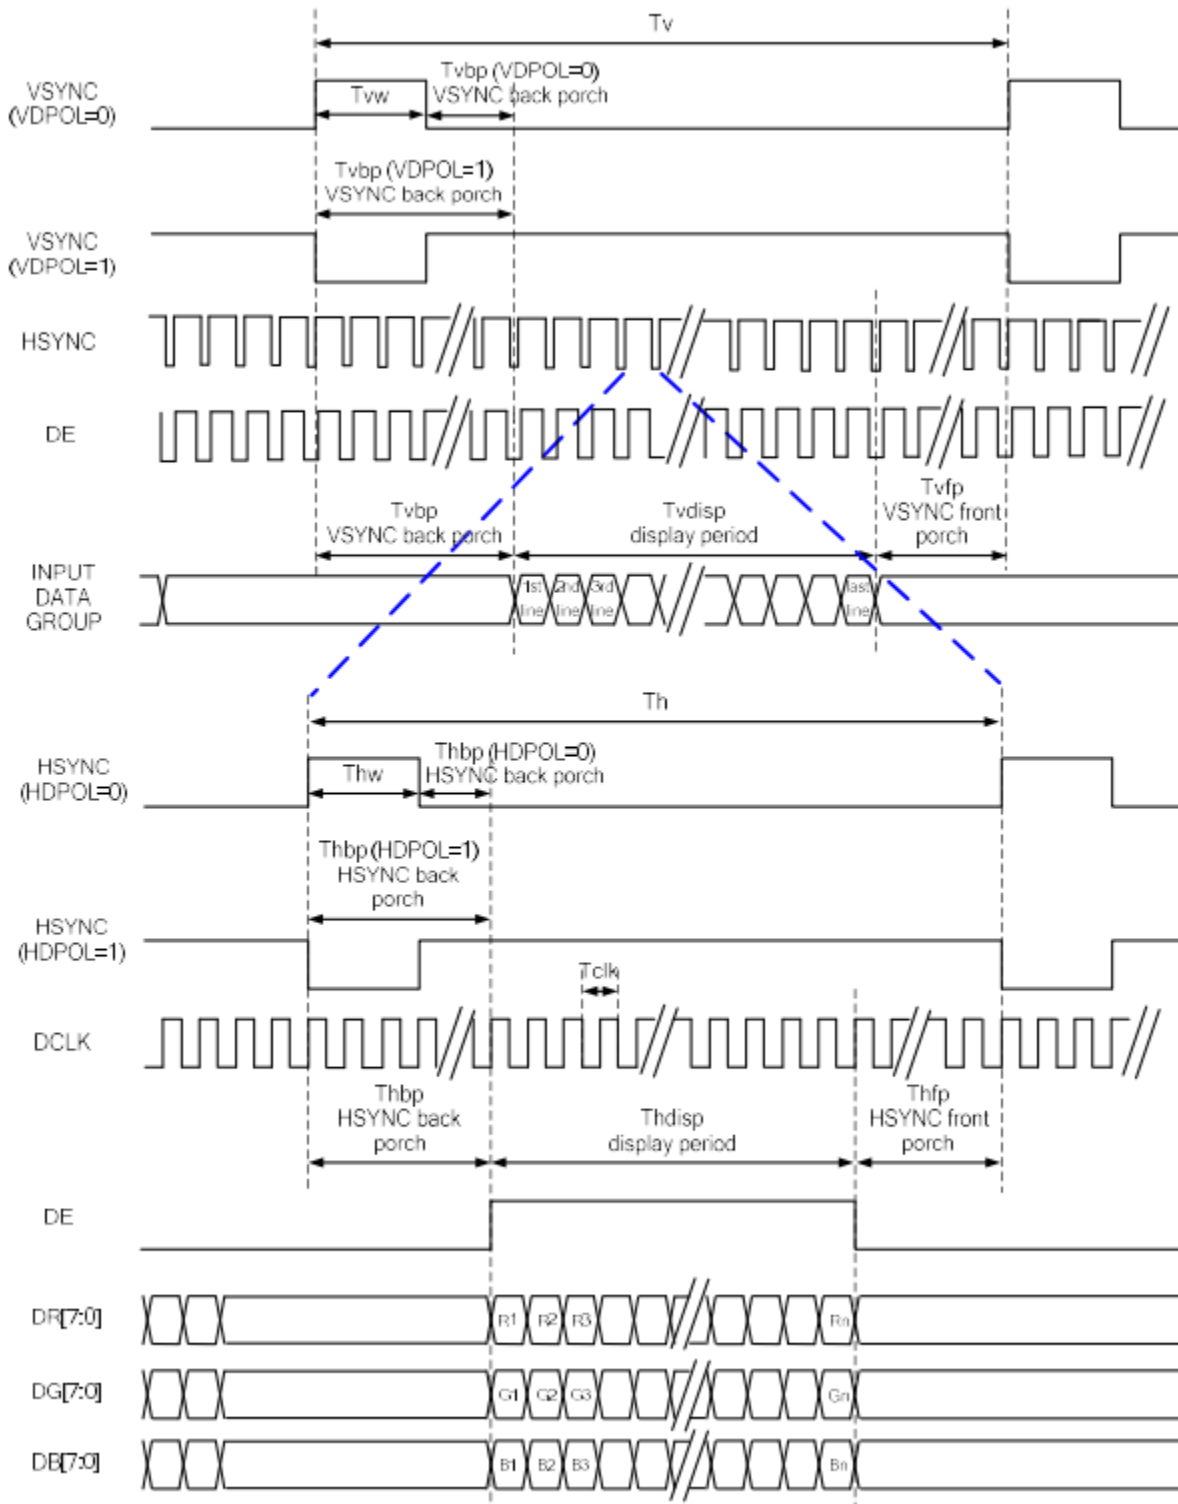 Tv
Tvbp (VDPOL=0)
VSYNC back porch
VSYNC
(VDPOL=0)
Tvw
Tvbp (VDPOL=1)
VSYNC back porch
VSYNC
(VDPOL=1)
HSYNC
DE
Tvbp
VSYNC back porch
Tvdisp
display period
Tvfp
VSYNC front
porch
INPUT
DATA
GROUP
1st
line
2nd
line
3rd
line
last
line
Th
Thbp (HDPOL=0)
HSYNC back porch
HSYNC
(HDPOL=0)
Thw
Thbp (HDPOL=1)
HSYNC back
porch
HSYNC
(HDPOL=1)
Tclk
DCLK
Thbp
HSYNC back
porch
Thdisp
display period
Thfp
HSYNC front
porch
DE
DR[7:0]
R1 R2 R3 Rn
DG[7:0]
G1 G2 G3 Gn
DB[7:0]
B1 B2 B3 Bn